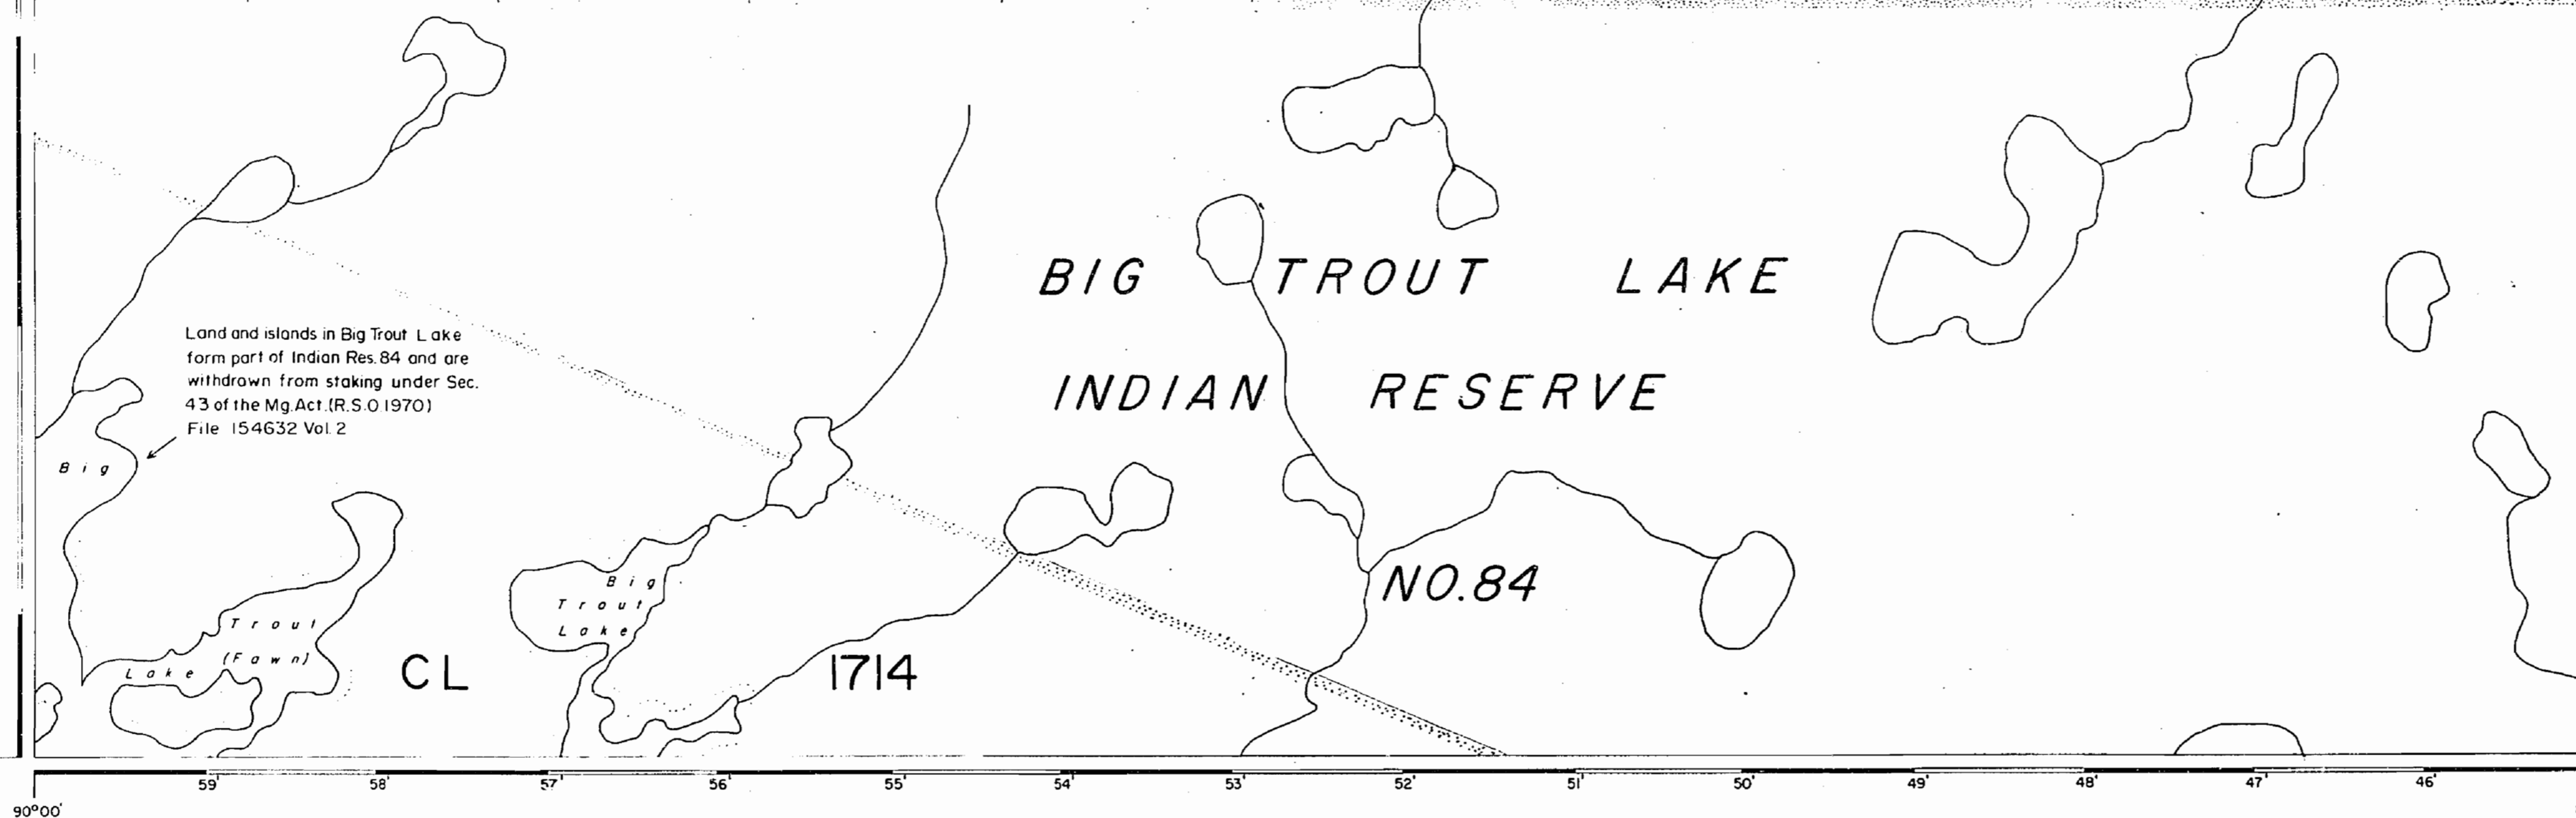 BIG TROUT LAKE
INDIAN RESERVE
NO.84
Land and islands in Big Trout Lake
form part of Indian Res.84 and are
withdrawn from staking under Sec.
43 of the Mg.Act.(R.S.O.1970)
File 154632 Vol.2
Big
Trout
(Fawn)
Lake
Big
Trout
Lake
CL 1714
59' 58' 57' 56' 55' 54' 53' 52' 51' 50' 49' 48' 47' 46'
90°00'